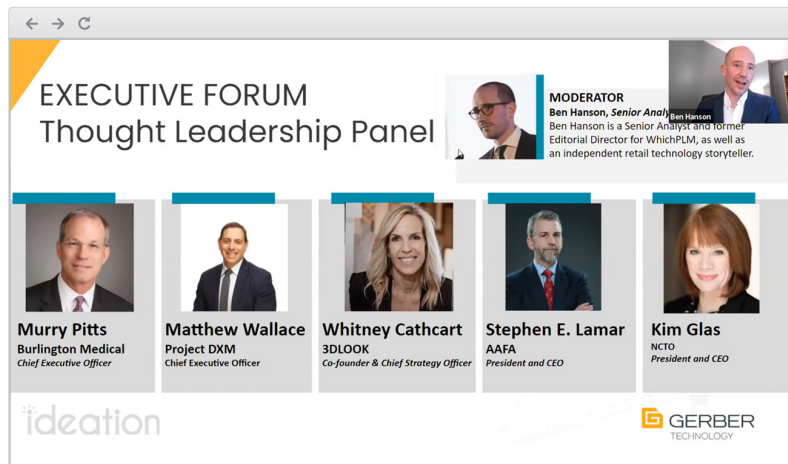 EXECUTIVE FORUM
Thought Leadership Panel
MODERATOR
Ben Hanson, Senior
Ben Hanson
Ben Hanson is a Senior Analyst and former
Editorial Director for WhichPLM, as well as
an independent retail technology storyteller.
Murry Pitts
Burlington Medical
Chief Executive Officer
Matthew Wallace
Project DXM
Chief Executive Officer
Whitney Cathcart
3DLOOK
Co-founder & Chief Strategy Officer
Stephen E. Lamar
AAFA
President and CEO
Kim Glas
NCTO
President and CEO
ideation
GERBER
TECHNOLOGY